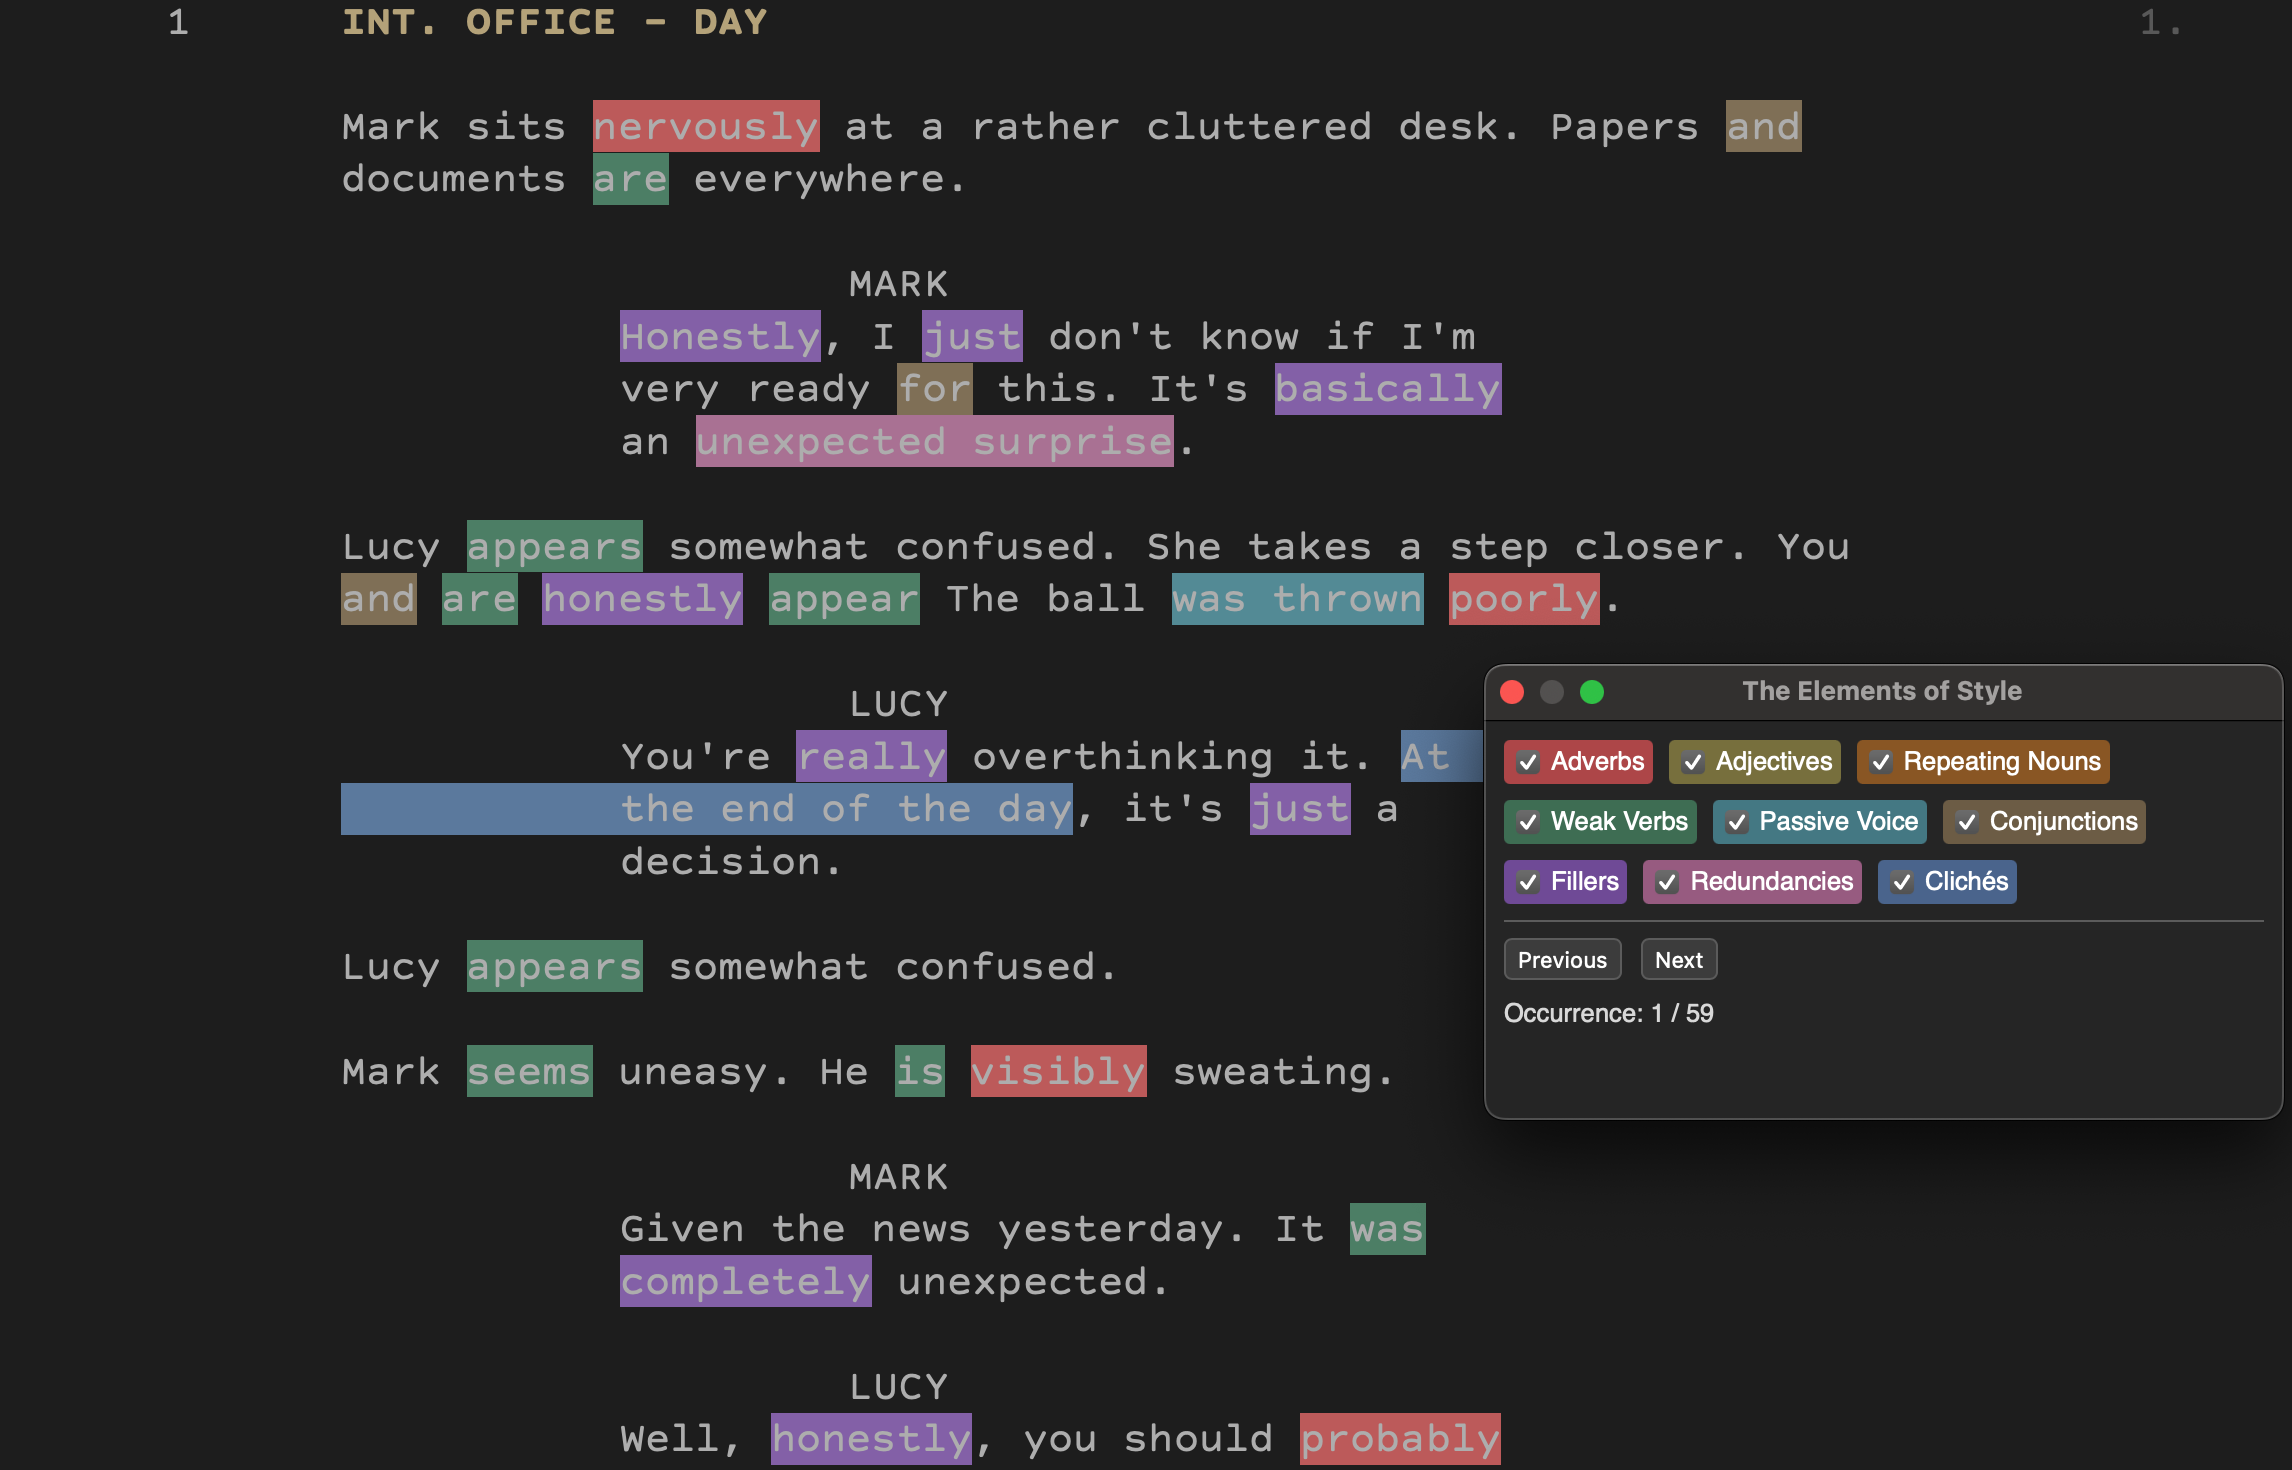 1 INT. OFFICE - DAY 1.
Mark sits nervously at a rather cluttered desk. Papers and
documents are everywhere.
MARK
Honestly, I just don't know if I'm
very ready for this. It's basically
an unexpected surprise.
Lucy appears somewhat confused. She takes a step closer. You
and are honestly appear The ball was thrown poorly.
LUCY
You're really overthinking it. At
the end of the day, it's just a
decision.
Lucy appears somewhat confused.
Mark seems uneasy. He is visibly sweating.
MARK
Given the news yesterday. It was
completely unexpected.
LUCY
Well, honestly, you should probably
The Elements of Style
Adverbs Adjectives Repeating Nouns
Weak Verbs Passive Voice Conjunctions
Fillers Redundancies Clichés
Previous Next
Occurrence: 1 / 59